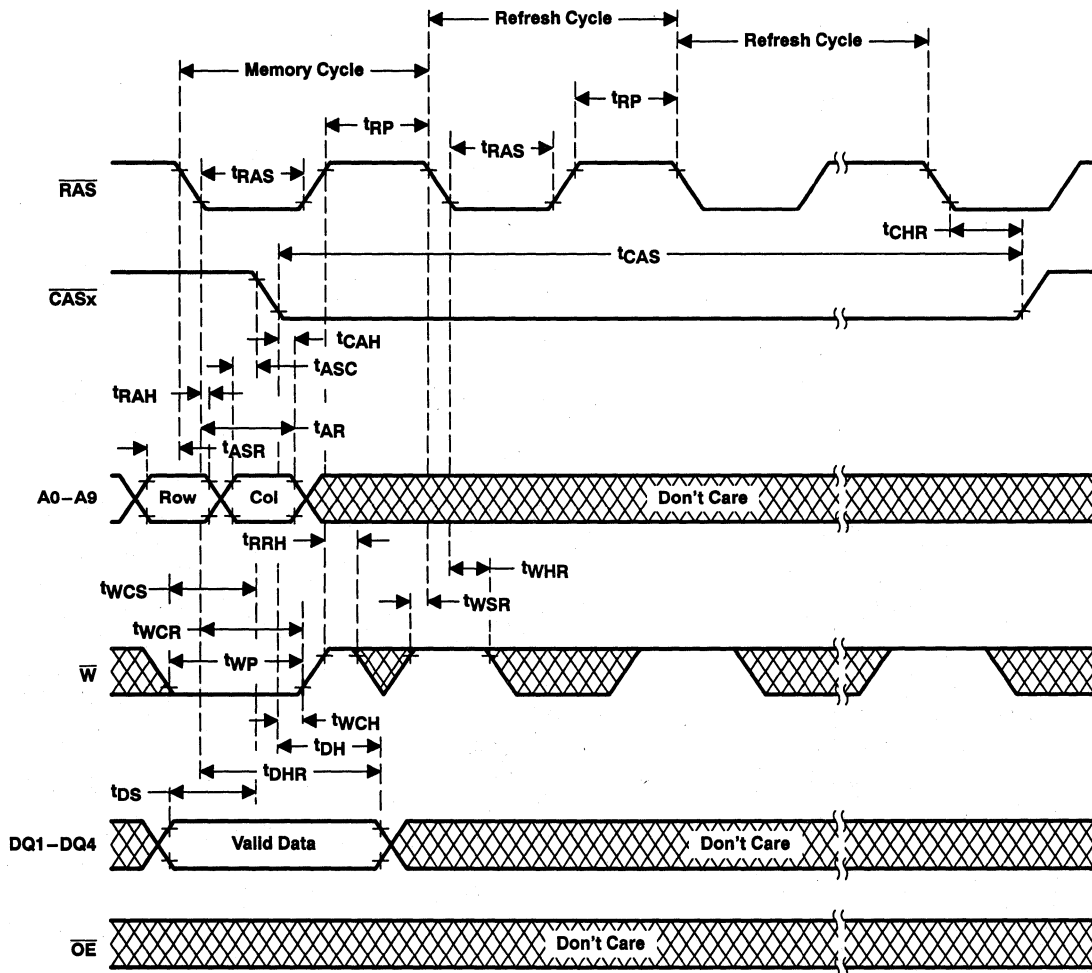 Refresh Cycle
Refresh Cycle
Memory Cycle
tRP
tRP
tRAS
tRAS
RAS
tCHR
tCAS
CASx
tCAH
tASC
tRAH
tAR
tASR
A0–A9
Row
Col
Don't Care
tRRH
tWHR
tWCS
tWSR
tWCR
tWP
W
tWCH
tDH
tDHR
tDS
DQ1–DQ4
Valid Data
Don't Care
OE
Don't Care